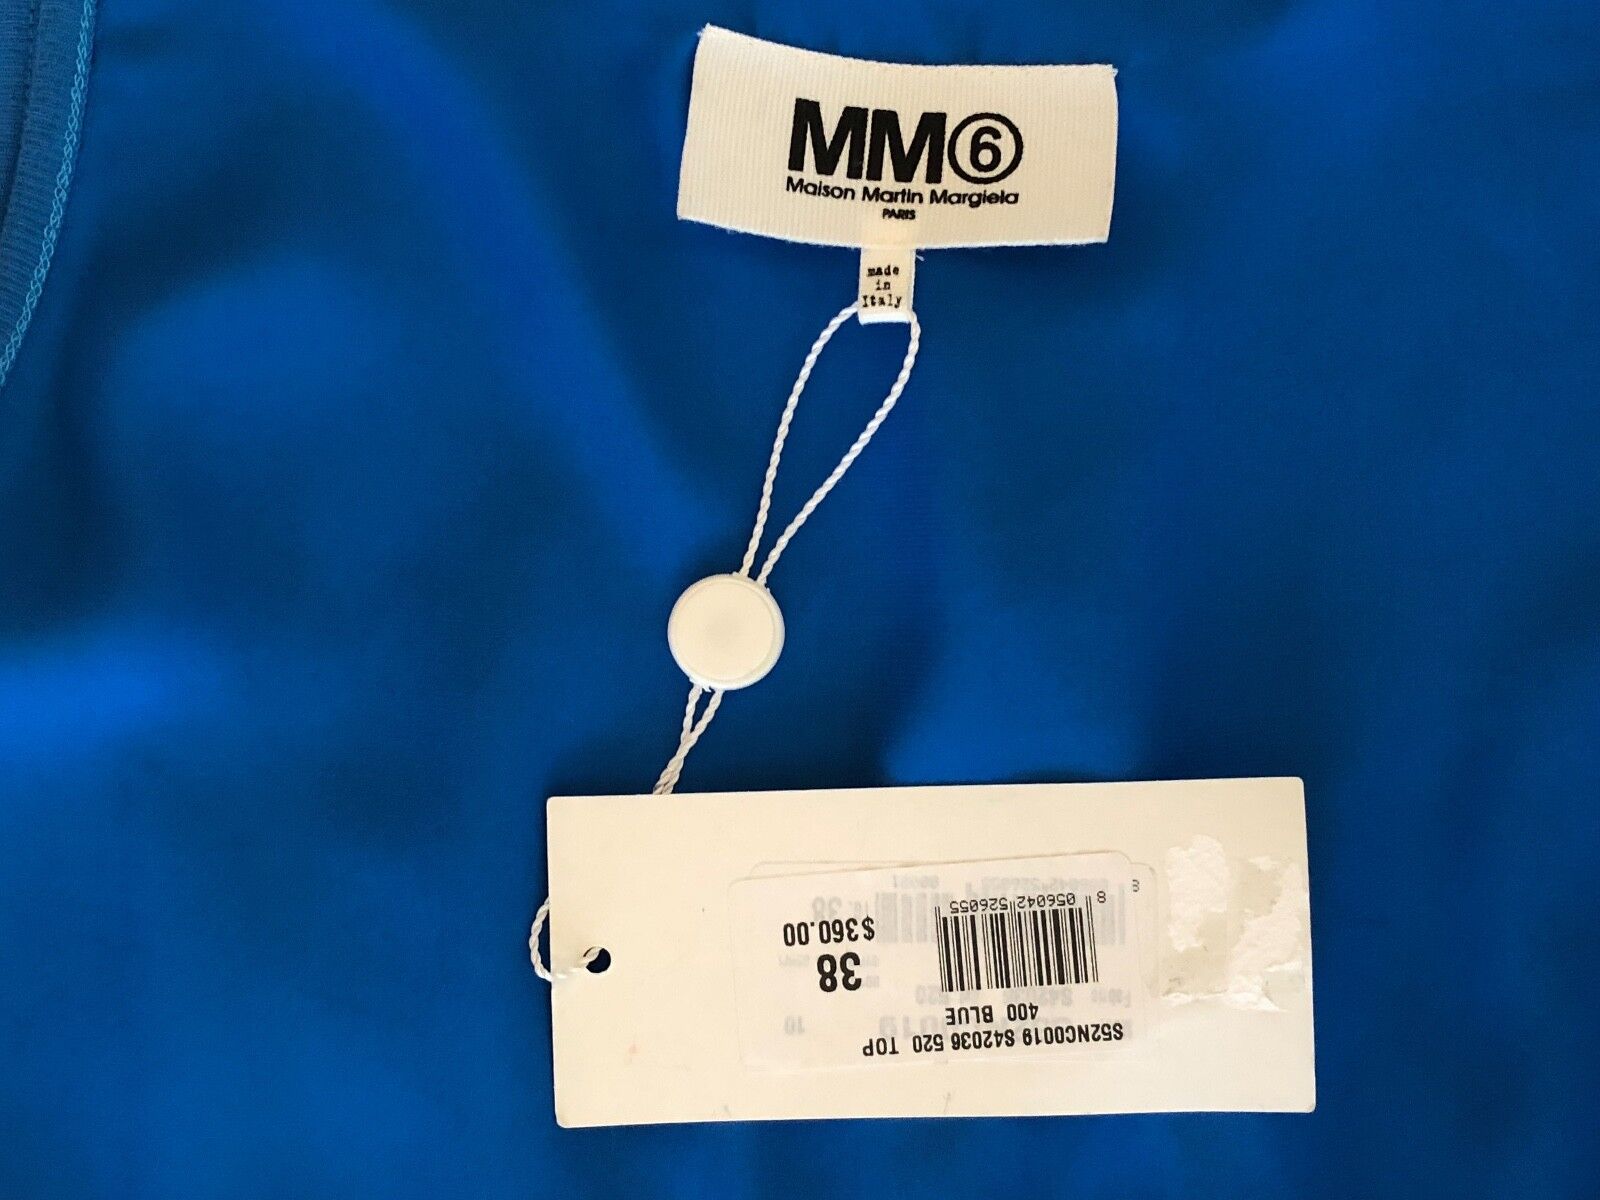 MM6
Maison Martin Margiela
PARIS
made
in
Italy
S52NC0019 S42036 520 TOP
400 BLUE
38
$360.00
8 056042 526055